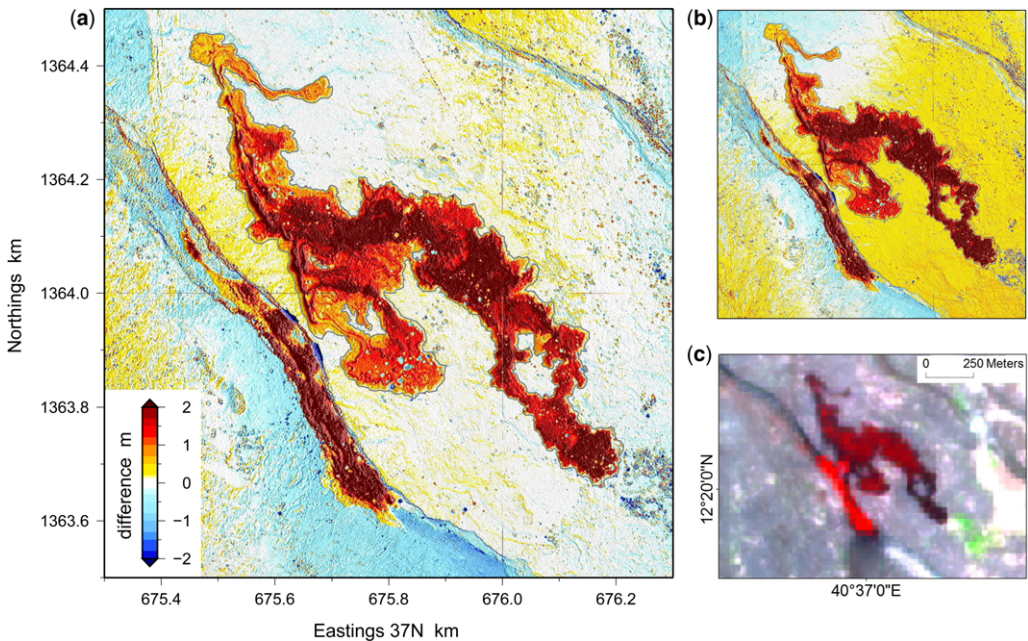 (a)
1364.4
1364.2
1364.0
1363.8
1363.6
Northings km
675.4
675.6
675.8
676.0
676.2
Eastings 37N km
2
1
0
−1
−2
difference m
(b)
(c)
0 250 Meters
12°20'0"N
40°37'0"E